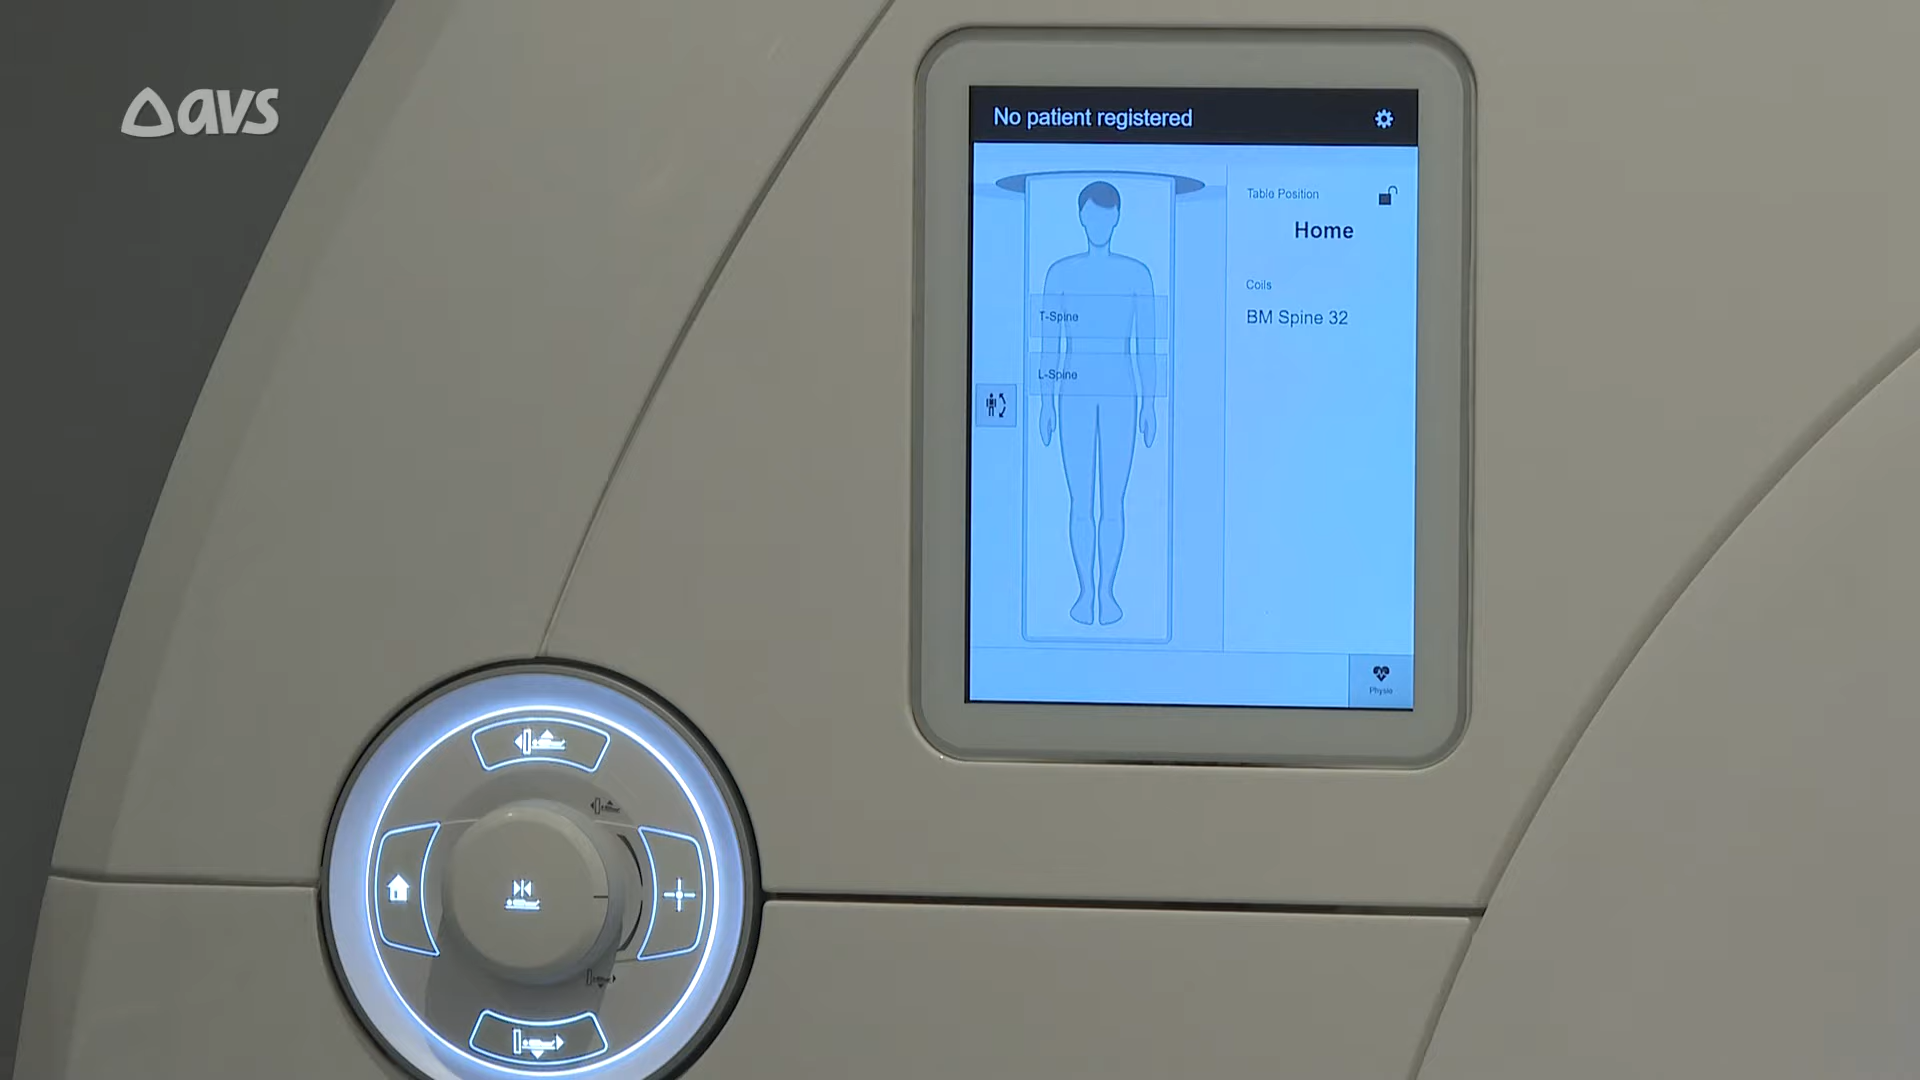 avs
No patient registered
Table Position
Home
Coils
BM Spine 32
T-Spine
L-Spine
Physio